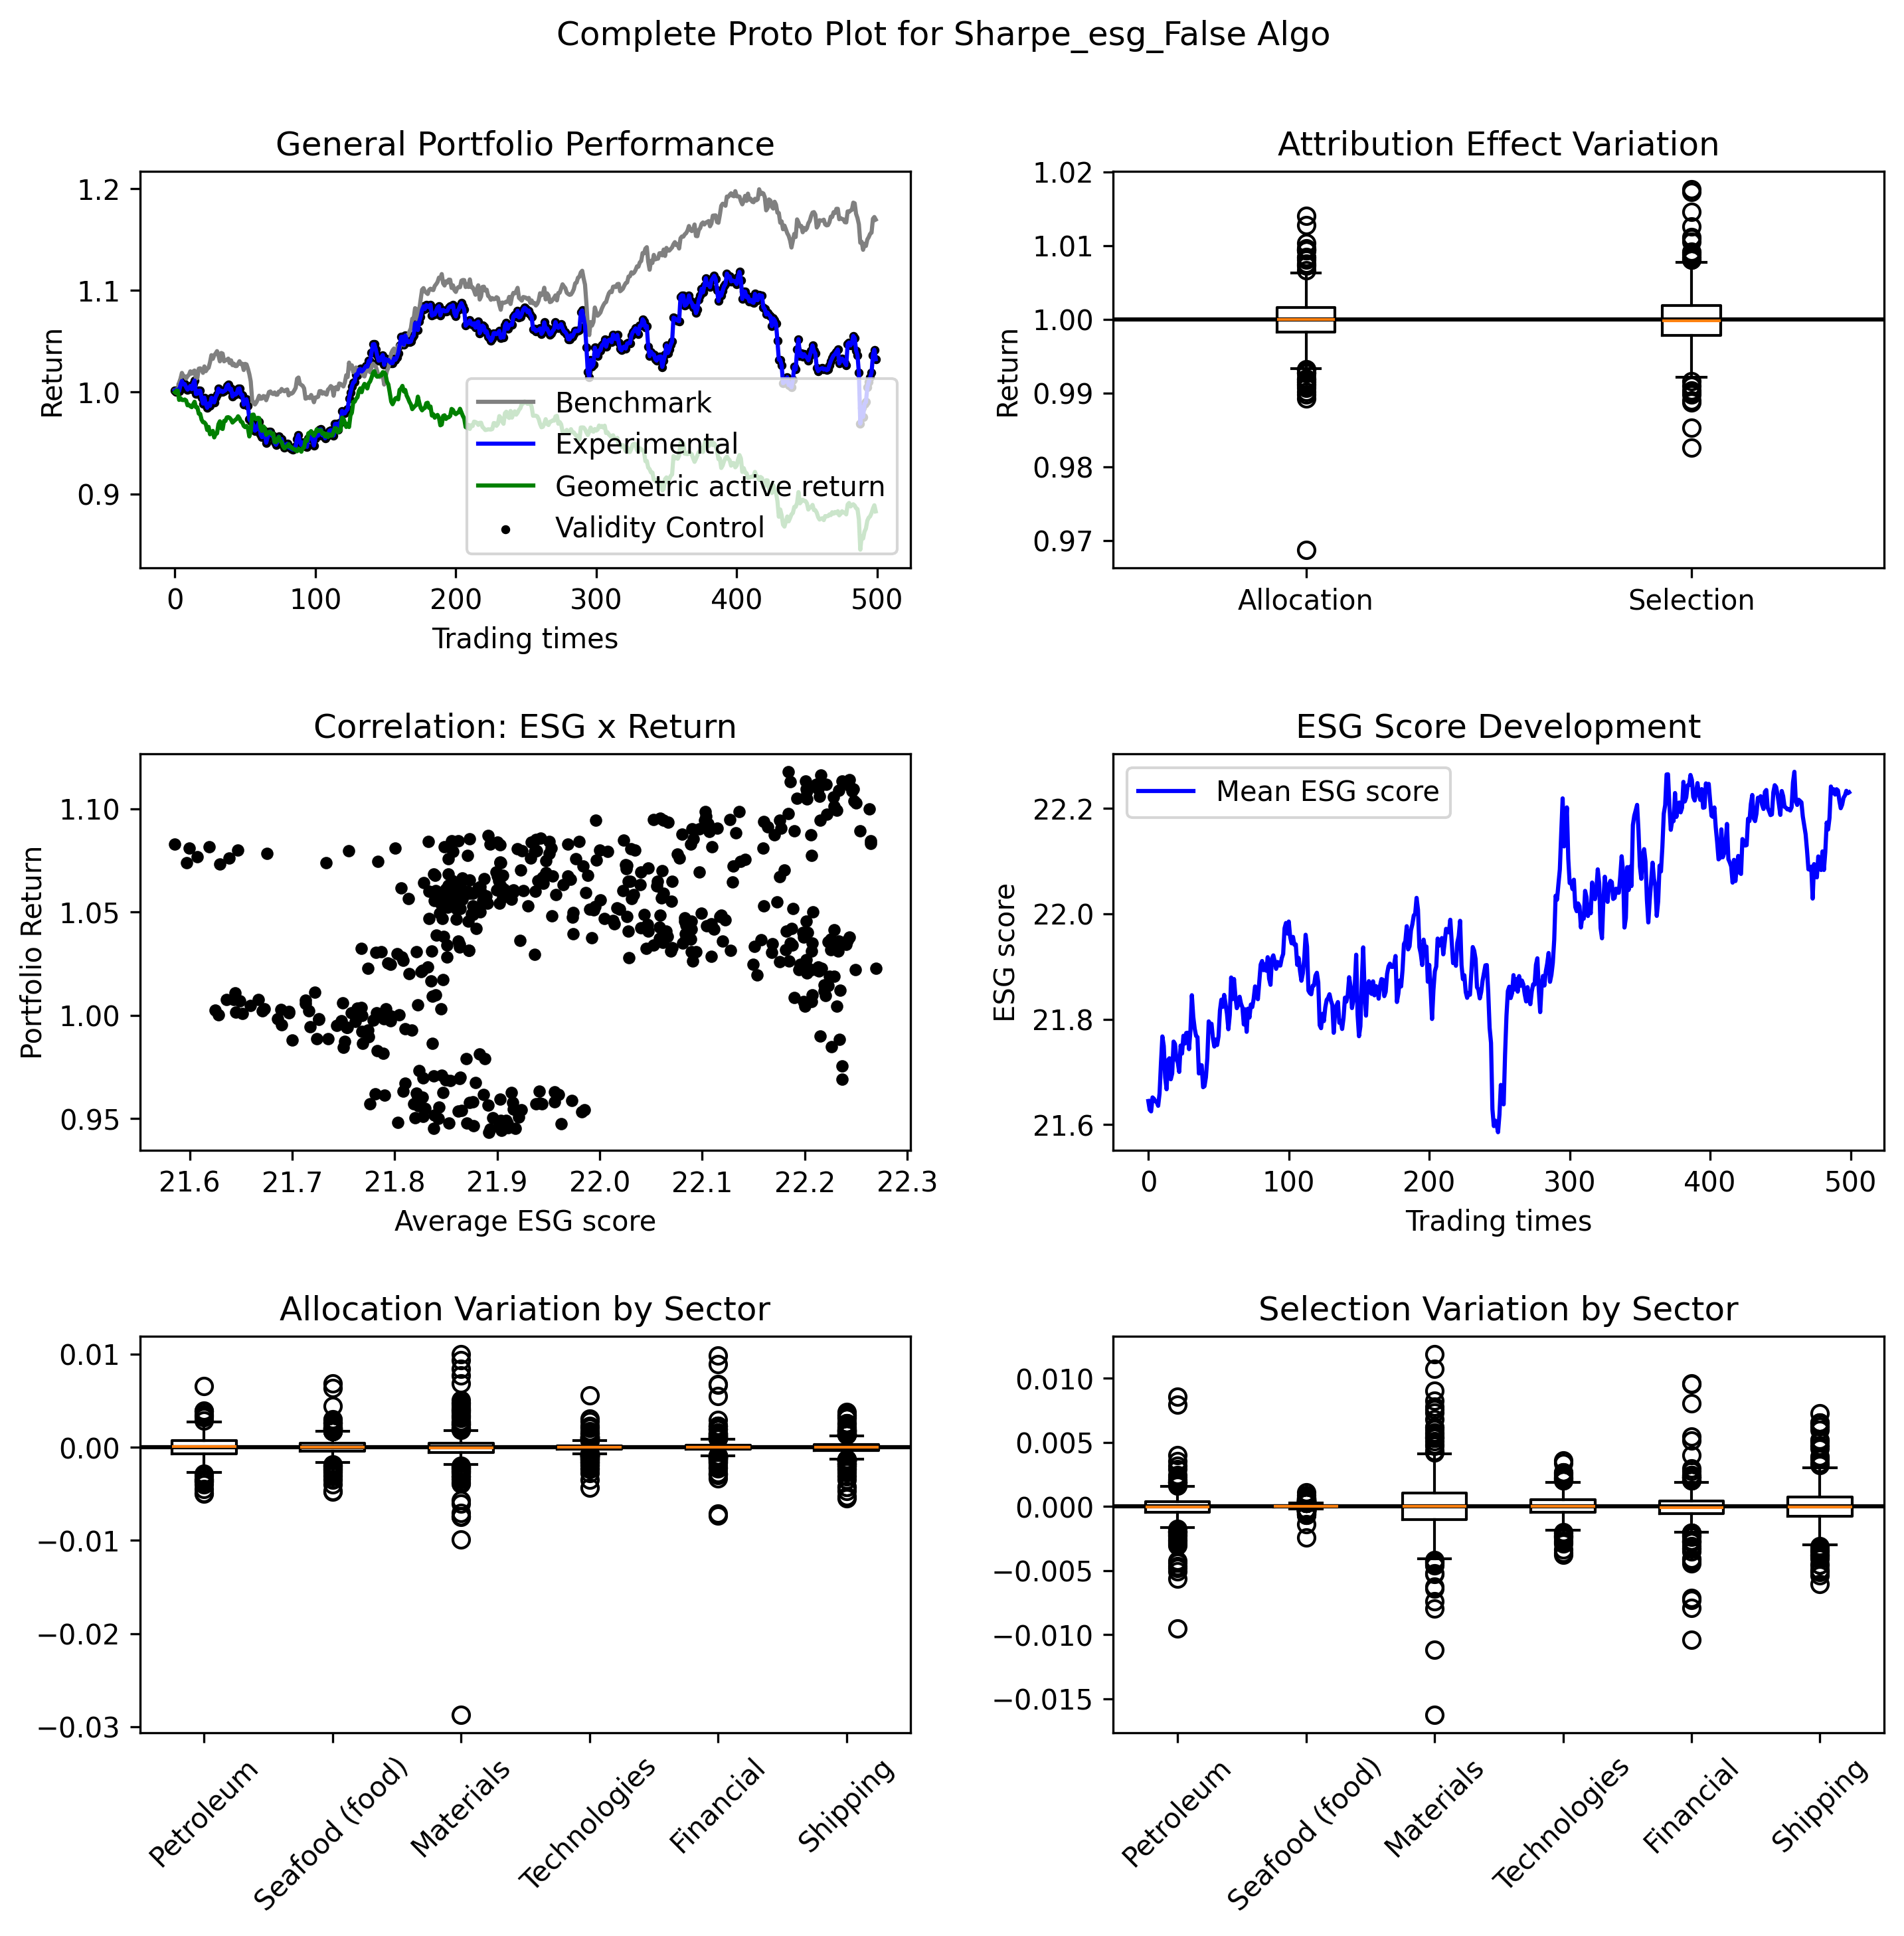 Complete Proto Plot for Sharpe_esg_False Algo
General Portfolio Performance
Return
1.2
1.1
1.0
0.9
Benchmark
Experimental
Geometric active return
Validity Control
0 100 200 300 400 500
Trading times
Attribution Effect Variation
Return
1.02
1.01
1.00
0.99
0.98
0.97
Allocation Selection
Correlation: ESG x Return
Portfolio Return
1.10
1.05
1.00
0.95
21.6 21.7 21.8 21.9 22.0 22.1 22.2 22.3
Average ESG score
ESG Score Development
ESG score
Mean ESG score
22.2
22.0
21.8
21.6
0 100 200 300 400 500
Trading times
Allocation Variation by Sector
0.01
0.00
−0.01
−0.02
−0.03
Petroleum
Seafood (food)
Materials
Technologies
Financial
Shipping
Selection Variation by Sector
0.010
0.005
0.000
−0.005
−0.010
−0.015
Petroleum
Seafood (food)
Materials
Technologies
Financial
Shipping